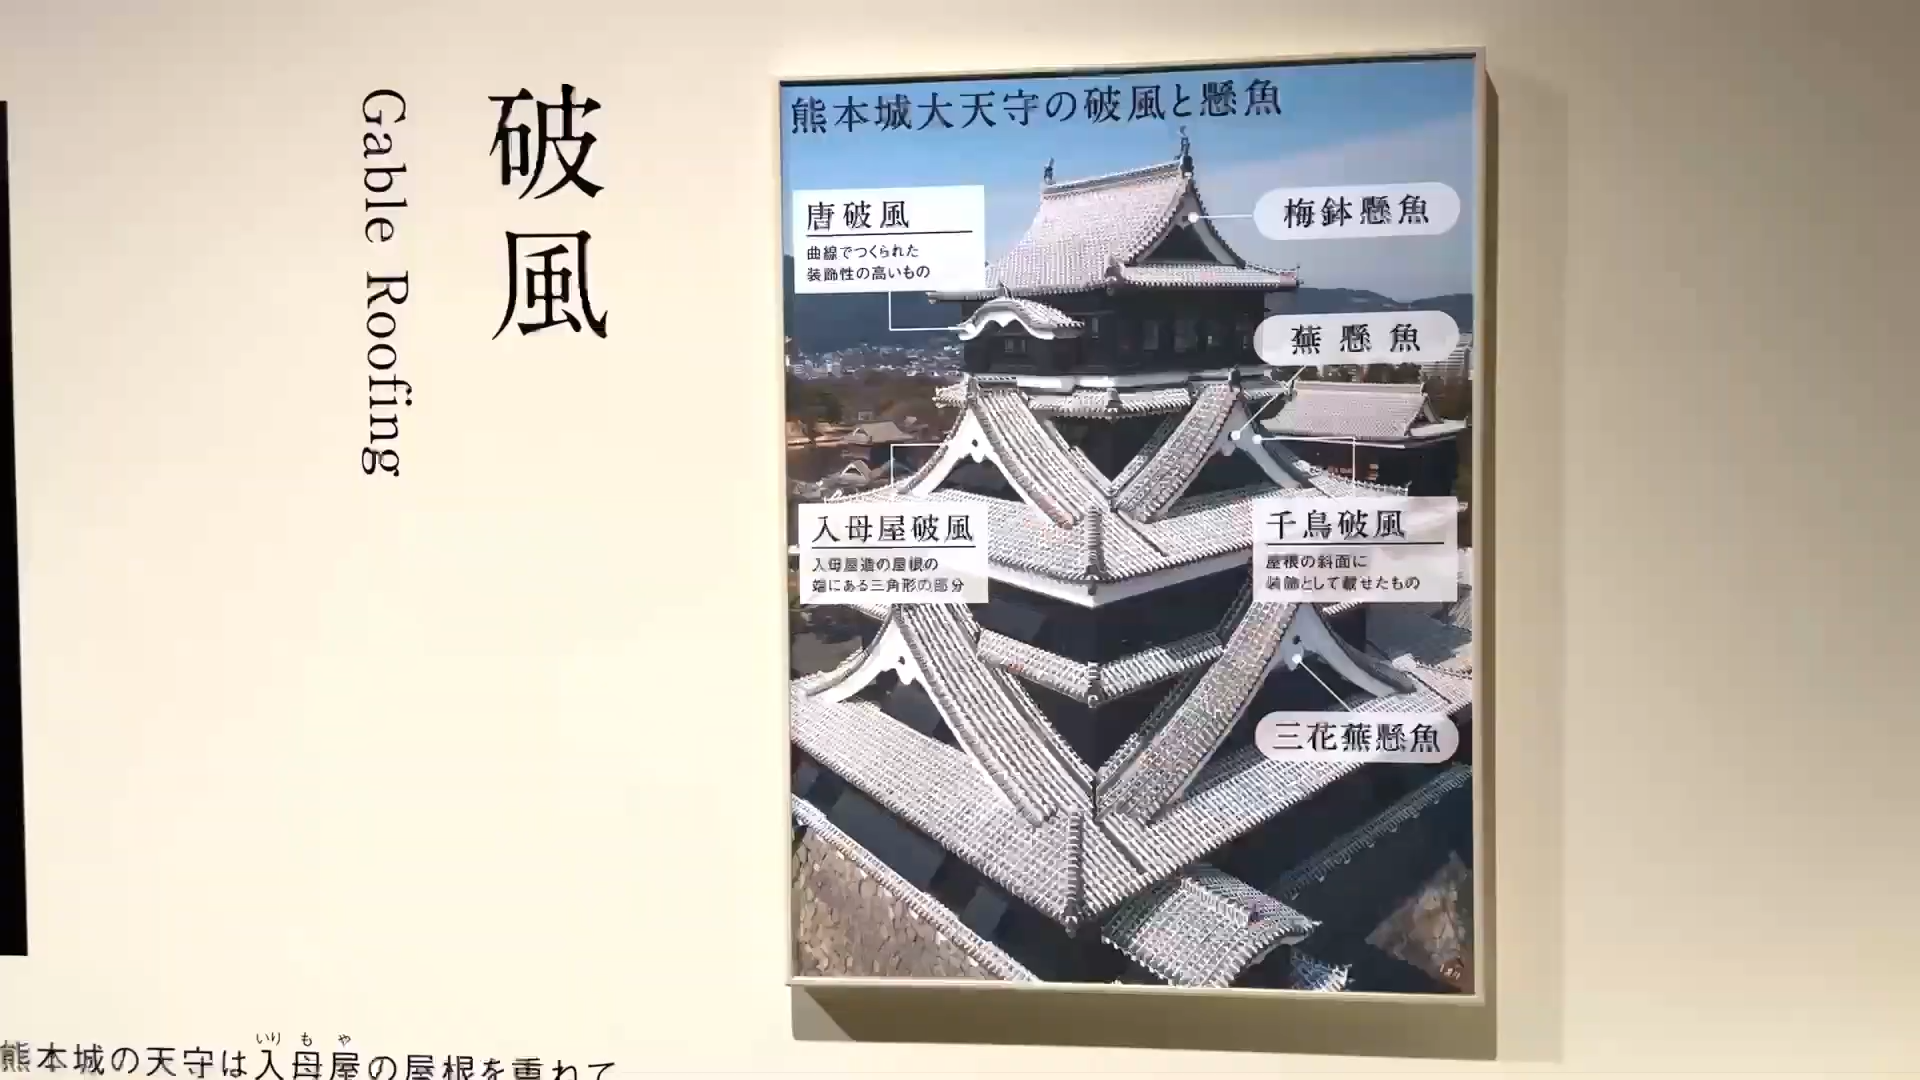 破風
Gable Roofing
熊本城大天守の破風と懸魚
唐破風
曲線でつくられた
装飾性の高いもの
梅鉢懸魚
蕪懸魚
入母屋破風
入母屋造の屋根の
端にある三角形の部分
千鳥破風
屋根の斜面に
装飾として載せたもの
三花蕪懸魚
いりもや
熊本城の天守は入母屋の屋根を重ねて